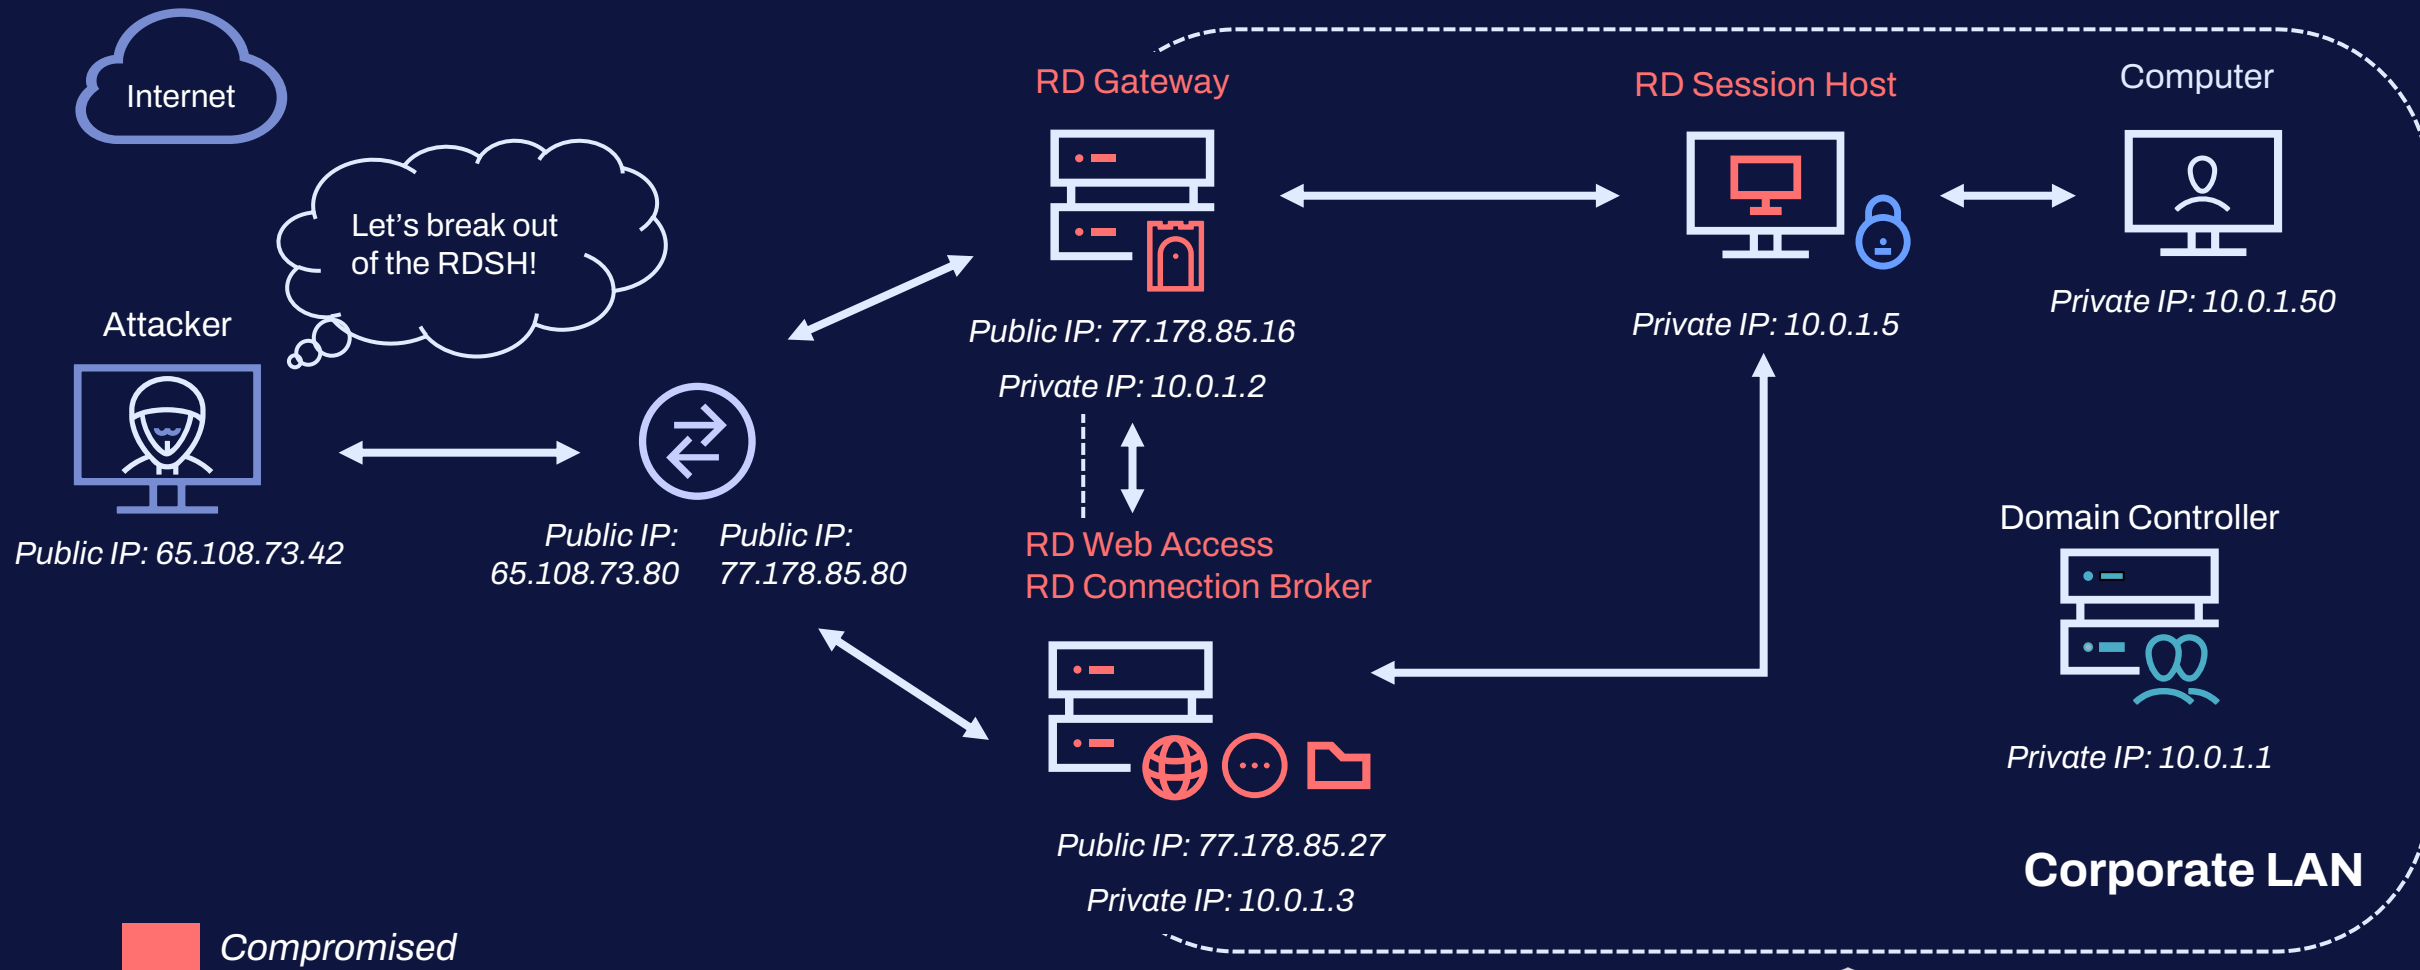 Internet
Let's break out
of the RDSH!
Attacker
Public IP: 65.108.73.42
Public IP:
65.108.73.80
Public IP:
77.178.85.80
RD Gateway
Public IP: 77.178.85.16
Private IP: 10.0.1.2
RD Web Access
RD Connection Broker
Public IP: 77.178.85.27
Private IP: 10.0.1.3
RD Session Host
Private IP: 10.0.1.5
Computer
Private IP: 10.0.1.50
Domain Controller
Private IP: 10.0.1.1
Corporate LAN
Compromised